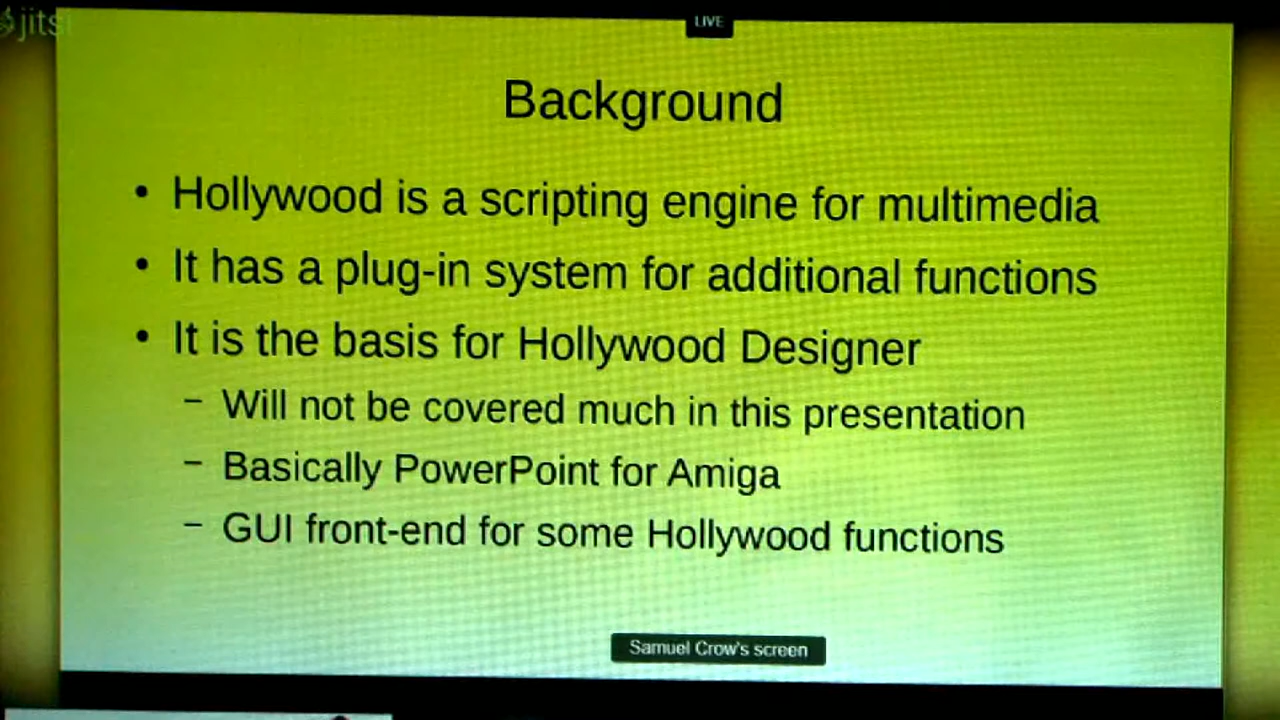 jitsi
LIVE
Background
• Hollywood is a scripting engine for multimedia
• It has a plug-in system for additional functions
• It is the basis for Hollywood Designer
– Will not be covered much in this presentation
– Basically PowerPoint for Amiga
– GUI front-end for some Hollywood functions
Samuel Crow's screen